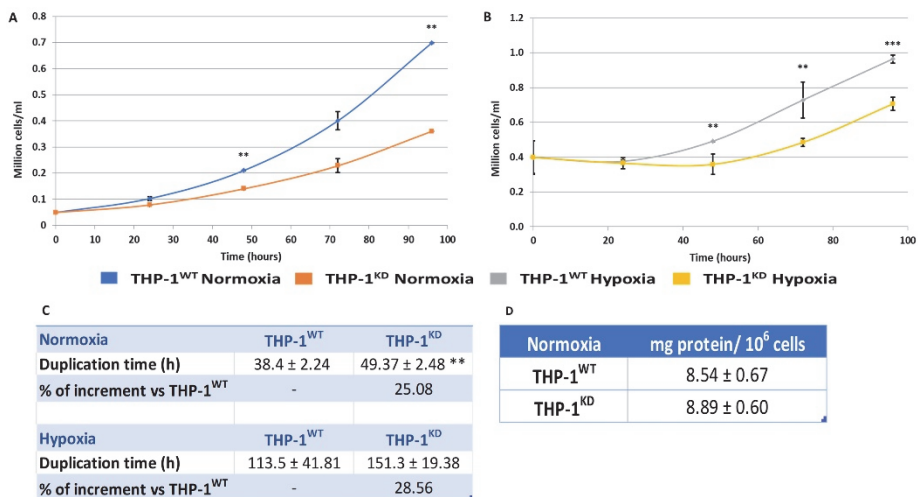 A
Million cells/ml
0.8
0.7
0.6
0.5
0.4
0.3
0.2
0.1
0
**
**
0 10 20 30 40 50 60 70 80 90 100
Time (hours)
B
Million cells/ml
1.2
1.0
0.8
0.6
0.4
0.2
0.0
**
**
***
0 20 40 60 80 100
Time (hours)
THP-1WT Normoxia THP-1KD Normoxia THP-1WT Hypoxia THP-1KD Hypoxia
C
Normoxia THP-1WT THP-1KD
Duplication time (h) 38.4 ± 2.24 49.37 ± 2.48 **
% of increment vs THP-1WT - 25.08
Hypoxia THP-1WT THP-1KD
Duplication time (h) 113.5 ± 41.81 151.3 ± 19.38
% of increment vs THP-1WT - 28.56
D
Normoxia mg protein/ 10⁶ cells
THP-1WT 8.54 ± 0.67
THP-1KD 8.89 ± 0.60